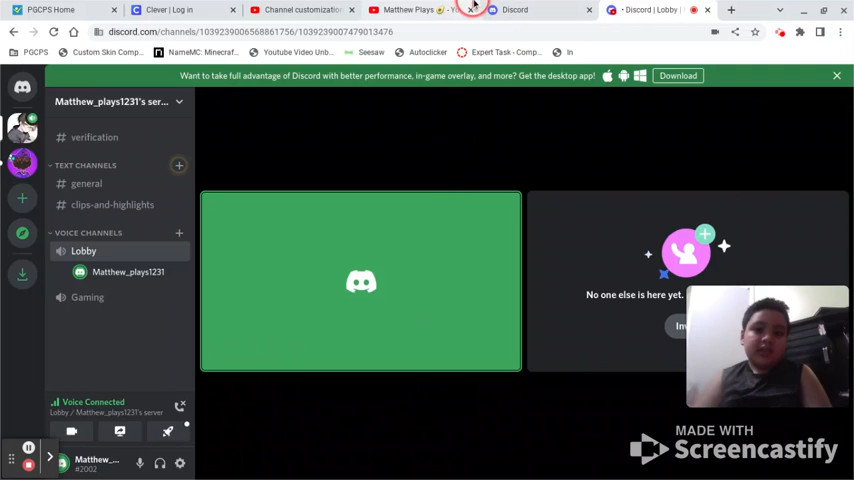 PGCPS Home
Clever | Log in
Channel customization
Matthew Plays
Discord
• Discord | Lobby |
discord.com/channels/1039239006568861756/1039239007479013476
PGCPS
Custom Skin Comp...
NameMC: Minecraf...
Youtube Video Unb...
Seesaw
Autoclicker
Expert Task – Comp...
In
Want to take full advantage of Discord with better performance, in-game overlay, and more? Get the desktop app!
Download
Matthew_plays1231's ser...
# verification
TEXT CHANNELS
# general
# clips-and-highlights
VOICE CHANNELS
Lobby
Matthew_plays1231
Gaming
No one else is here yet.
Inv
Voice Connected
Lobby / Matthew_plays1231's server
Matthew_...
#2002
MADE WITH
Screencastify